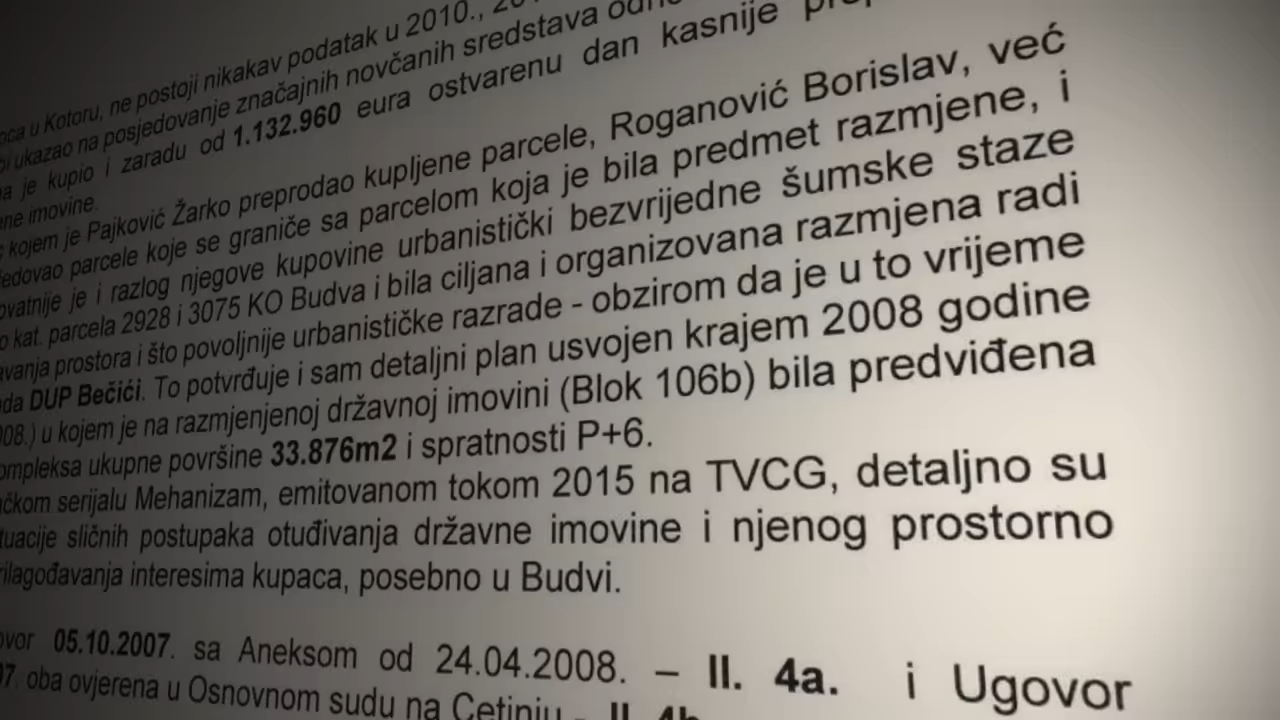 u Kotoru, ne postoji nikakav podatak u 2010.,
ukazao na posjedovanje značajnih novčanih sredstava
je kupio i zaradu od 1.132.960 eura ostvarenu dan kasnije
imovine.
kojem je Pajković Žarko preprodao kupljene parcele, Roganović Borislav, već
parcele koje se graniče sa parcelom koja je bila predmet razmjene, i
je i razlog njegove kupovine urbanistički bezvrijedne šumske staze
kat. parcela 2928 i 3075 KO Budva i bila ciljana i organizovana razmjena radi
prostora i što povoljnije urbanističke razrade - obzirom da je u to vrijeme
DUP Bečići. To potvrđuje i sam detaljni plan usvojen krajem 2008 godine
u kojem je na razmjenjenoj državnoj imovini (Blok 106b) bila predviđena
ukupne površine 33.876m2 i spratnosti P+6.
serijalu Mehanizam, emitovanom tokom 2015 na TVCG, detaljno su
sličnih postupaka otuđivanja državne imovine i njenog prostorno
interesima kupaca, posebno u Budvi.
05.10.2007. sa Aneksom od 24.04.2008. – II. 4a. i Ugovor
oba ovjerena u Osnovnom sudu na Cetinju - II. 4b